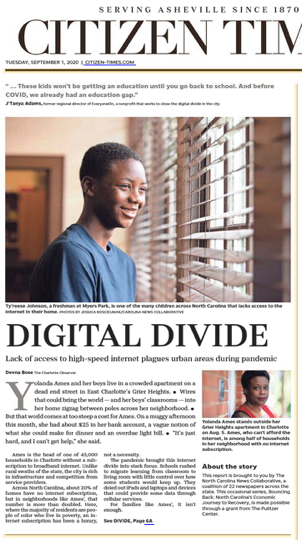 SERVING ASHEVILLE SINCE 1870
CITIZEN TIM
TUESDAY, SEPTEMBER 1, 2020 | CITIZEN-TIMES.COM
“ ... These kids won’t be getting an education until you go back to school. And before
COVID, we already had an education gap.”
J’Tanya Adams, former regional director of EveryoneOn, a nonprofit that works to close the digital divide in the city
Ty’reese Johnson, a freshman at Myers Park, is one of the many children across North Carolina that lacks access to the
internet in their home. PHOTOS BY JESSICA KOSCIELNIAK/CAROLINA NEWS COLLABORATIVE
DIGITAL DIVIDE
Lack of access to high-speed internet plagues urban areas during pandemic
Devna Bose The Charlotte Observer
Yolanda Ames and her boys live in a crowded apartment on a
dead end street in East Charlotte’s Grier Heights. • Wires
that could bring the world — and her boys’ classrooms — into
her home zigzag between poles across her neighborhood. •
But that world comes at too steep a cost for Ames. On a muggy afternoon
this month, she had about $25 in her bank account, a vague notion of
what she could make for dinner and an overdue light bill. • “It’s just
hard, and I can’t get help,” she said.
Ames is the head of one of 45,000
households in Charlotte without a sub-
scription to broadband internet. Unlike
rural swaths of the state, the city is rich
in infrastructure and competition from
service providers.
Across North Carolina, about 20% of
homes have no internet subscription,
but in neighborhoods like Ames’, that
number is more than doubled. Here,
where the majority of residents are peo-
ple of color who live in poverty, an in-
ternet subscription has been a luxury,
not a necessity.
The pandemic brought this internet
divide into stark focus. Schools rushed
to migrate learning from classroom to
living rooms with little control over how
some students would keep up. They
doled out iPads and laptops and devices
that could provide some data through
cellular services.
For families like Ames’, it isn’t
enough.
See DIVIDE, Page 6A
Yolanda Ames stands outside her
Grier Heights apartment in Charlotte
on Aug. 5. Ames, who can’t afford the
internet, is among half of households
in her neighborhood with no internet
subscription.
About the story
This report is brought to you by The
North Carolina News Collaborative, a
coalition of 22 newspapers across the
state. This occasional series, Bouncing
Back: North Carolina’s Economic
Journey to Recovery, is made possible
through a grant from The Pulitzer
Center.